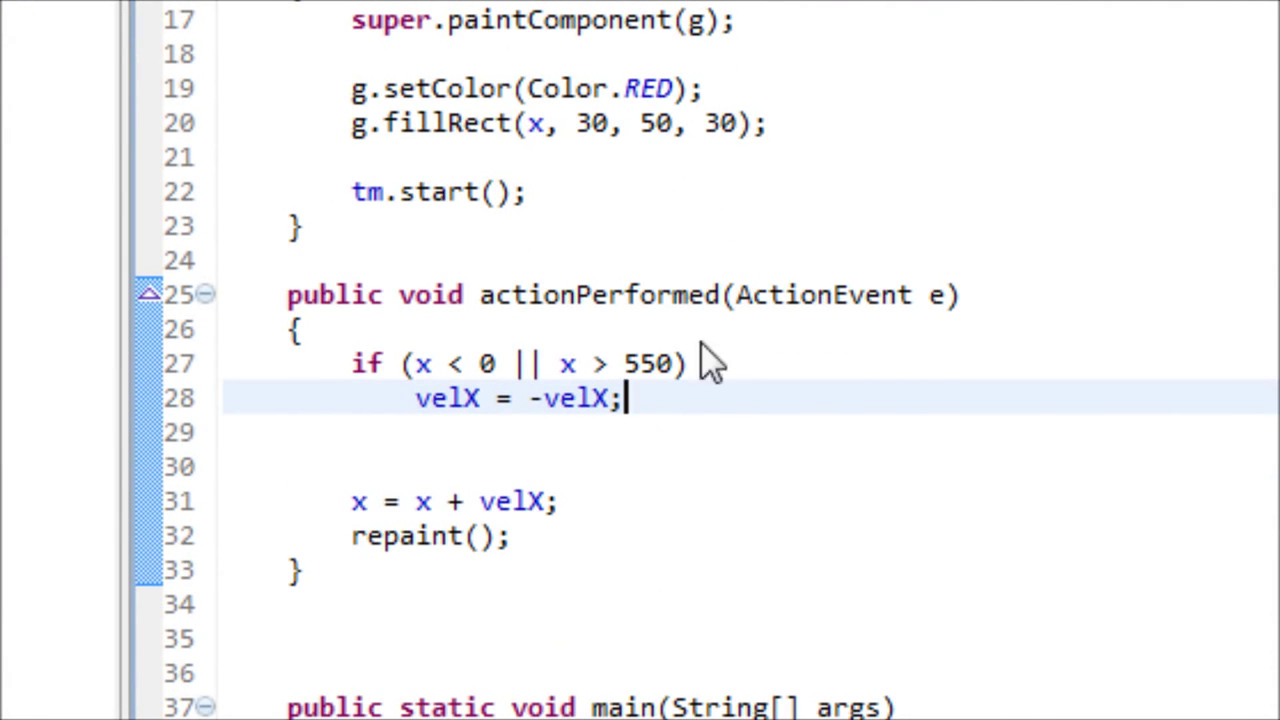 17 super.paintComponent(g);
18
19 g.setColor(Color.RED);
20 g.fillRect(x, 30, 50, 30);
21
22 tm.start();
23 }
24
25 public void actionPerformed(ActionEvent e)
26 {
27 if (x < 0 || x > 550)
28 velX = -velX;
29
30
31 x = x + velX;
32 repaint();
33 }
34
35
36
37 public static void main(String[] args)